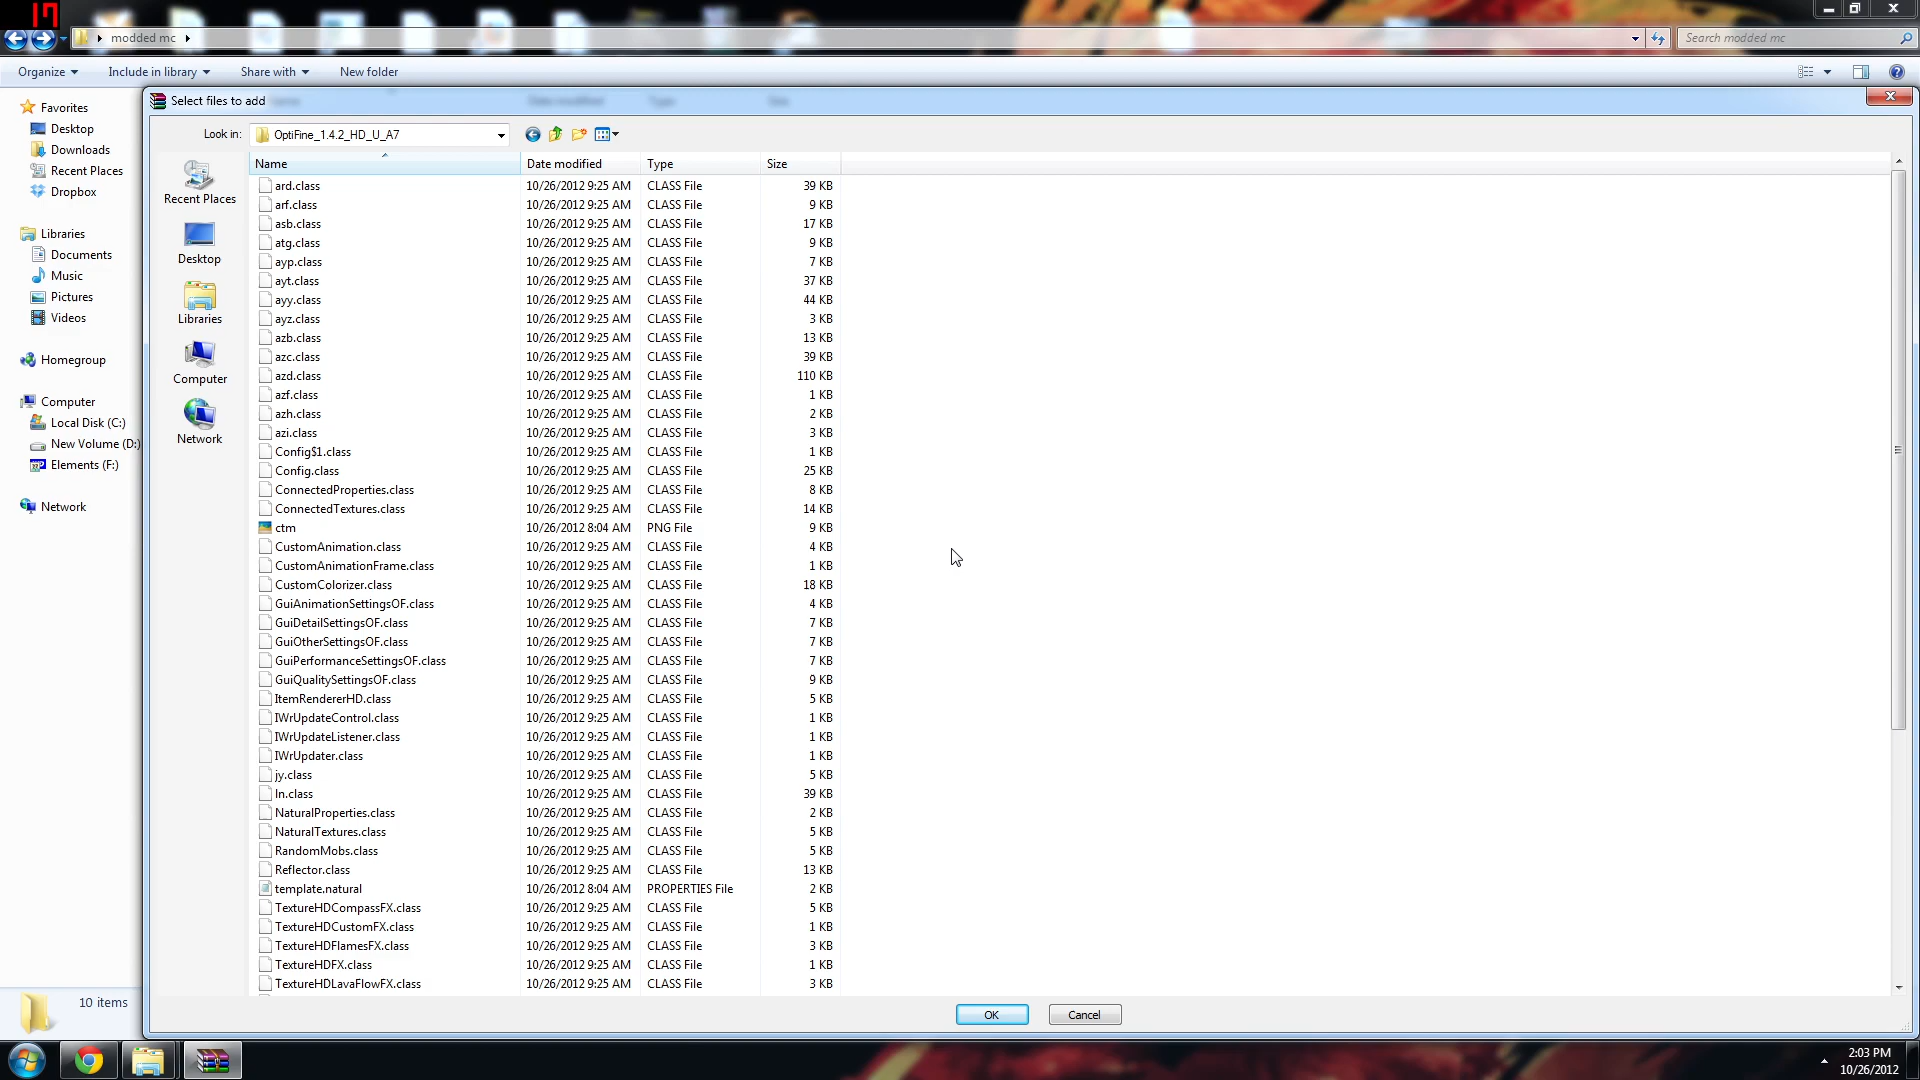 17
modded mc
Search modded mc
Organize Include in library Share with New folder
Favorites
Desktop
Downloads
Recent Places
Dropbox
Libraries
Documents
Music
Pictures
Videos
Homegroup
Computer
Local Disk (C:)
New Volume (D:)
Elements (F:)
Network
10 items
Select files to add
Look in: OptiFine_1.4.2_HD_U_A7
Recent Places
Desktop
Libraries
Computer
Network
Name Date modified Type Size
ard.class 10/26/2012 9:25 AM CLASS File 39 KB
arf.class 10/26/2012 9:25 AM CLASS File 9 KB
asb.class 10/26/2012 9:25 AM CLASS File 17 KB
atg.class 10/26/2012 9:25 AM CLASS File 9 KB
ayp.class 10/26/2012 9:25 AM CLASS File 7 KB
ayt.class 10/26/2012 9:25 AM CLASS File 37 KB
ayy.class 10/26/2012 9:25 AM CLASS File 44 KB
ayz.class 10/26/2012 9:25 AM CLASS File 3 KB
azb.class 10/26/2012 9:25 AM CLASS File 13 KB
azc.class 10/26/2012 9:25 AM CLASS File 39 KB
azd.class 10/26/2012 9:25 AM CLASS File 110 KB
azf.class 10/26/2012 9:25 AM CLASS File 1 KB
azh.class 10/26/2012 9:25 AM CLASS File 2 KB
azi.class 10/26/2012 9:25 AM CLASS File 3 KB
Config$1.class 10/26/2012 9:25 AM CLASS File 1 KB
Config.class 10/26/2012 9:25 AM CLASS File 25 KB
ConnectedProperties.class 10/26/2012 9:25 AM CLASS File 8 KB
ConnectedTextures.class 10/26/2012 9:25 AM CLASS File 14 KB
ctm 10/26/2012 8:04 AM PNG File 9 KB
CustomAnimation.class 10/26/2012 9:25 AM CLASS File 4 KB
CustomAnimationFrame.class 10/26/2012 9:25 AM CLASS File 1 KB
CustomColorizer.class 10/26/2012 9:25 AM CLASS File 18 KB
GuiAnimationSettingsOF.class 10/26/2012 9:25 AM CLASS File 4 KB
GuiDetailSettingsOF.class 10/26/2012 9:25 AM CLASS File 7 KB
GuiOtherSettingsOF.class 10/26/2012 9:25 AM CLASS File 7 KB
GuiPerformanceSettingsOF.class 10/26/2012 9:25 AM CLASS File 7 KB
GuiQualitySettingsOF.class 10/26/2012 9:25 AM CLASS File 9 KB
ItemRendererHD.class 10/26/2012 9:25 AM CLASS File 5 KB
IWrUpdateControl.class 10/26/2012 9:25 AM CLASS File 1 KB
IWrUpdateListener.class 10/26/2012 9:25 AM CLASS File 1 KB
IWrUpdater.class 10/26/2012 9:25 AM CLASS File 1 KB
jy.class 10/26/2012 9:25 AM CLASS File 5 KB
ln.class 10/26/2012 9:25 AM CLASS File 39 KB
NaturalProperties.class 10/26/2012 9:25 AM CLASS File 2 KB
NaturalTextures.class 10/26/2012 9:25 AM CLASS File 5 KB
RandomMobs.class 10/26/2012 9:25 AM CLASS File 5 KB
Reflector.class 10/26/2012 9:25 AM CLASS File 13 KB
template.natural 10/26/2012 8:04 AM PROPERTIES File 2 KB
TextureHDCompassFX.class 10/26/2012 9:25 AM CLASS File 5 KB
TextureHDCustomFX.class 10/26/2012 9:25 AM CLASS File 1 KB
TextureHDFlamesFX.class 10/26/2012 9:25 AM CLASS File 3 KB
TextureHDFX.class 10/26/2012 9:25 AM CLASS File 1 KB
TextureHDLavaFlowFX.class 10/26/2012 9:25 AM CLASS File 3 KB
OK Cancel
2:03 PM
10/26/2012